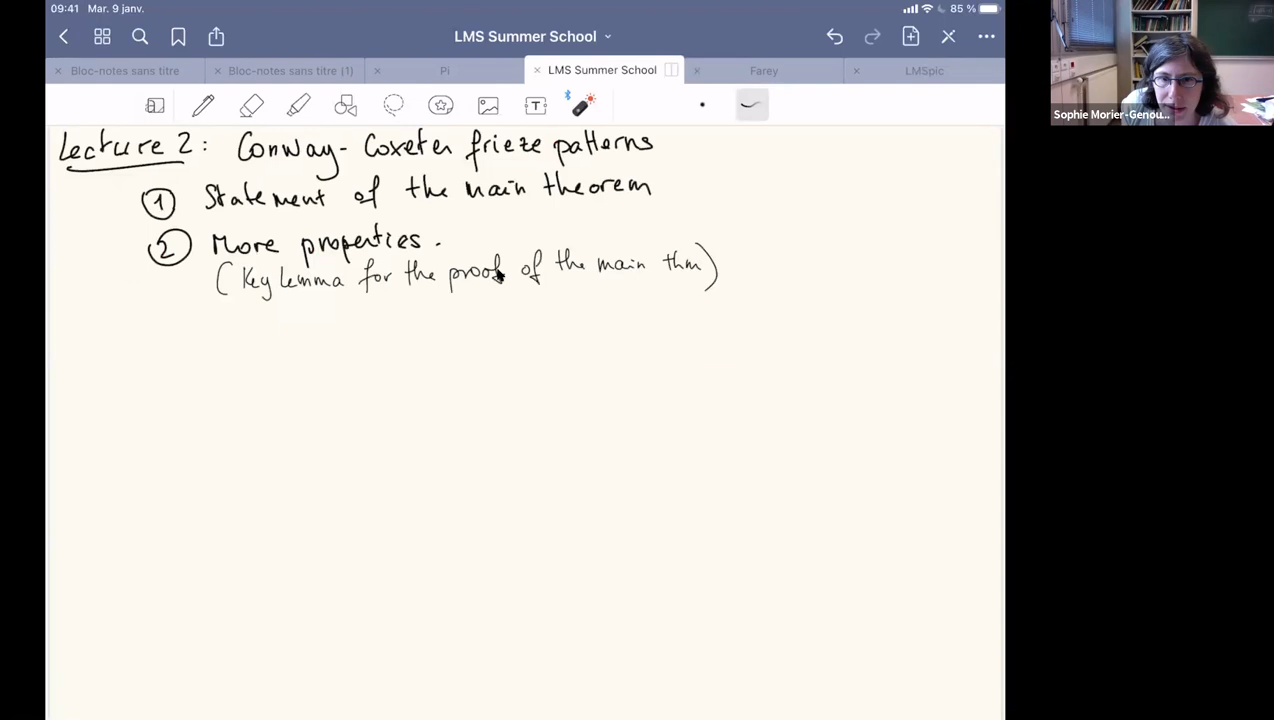 09:41 Mar. 9 janv.
85 %
LMS Summer School
Bloc-notes sans titre
Bloc-notes sans titre (1)
Pi
LMS Summer School
Farey
LMSpic
T
Sophie Morier-Genou...
Lecture 2: Conway-Coxeter frieze patterns
1 Statement of the main theorem
2 More properties.
(Key lemma for the proof of the main thm)